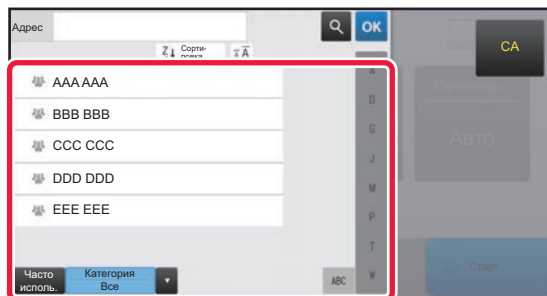 Адрес
OK
CA
Сорти-
ровка
A
AAA AAA
BBB BBB
CCC CCC
DDD DDD
EEE EEE
A
D
G
J
M
P
T
W
Оригинал
Авто
Старт
Часто
исполь.
Категория
Все
ABC